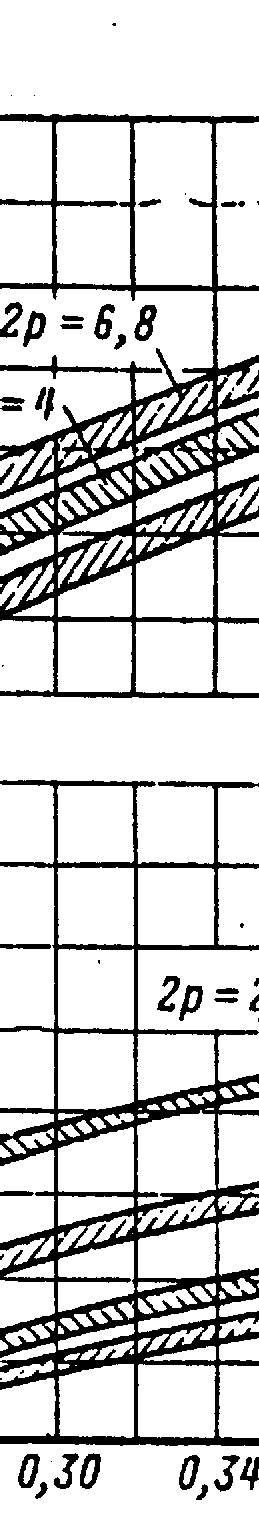 2p = 6,8
= 4
2p =
0,30 0,34